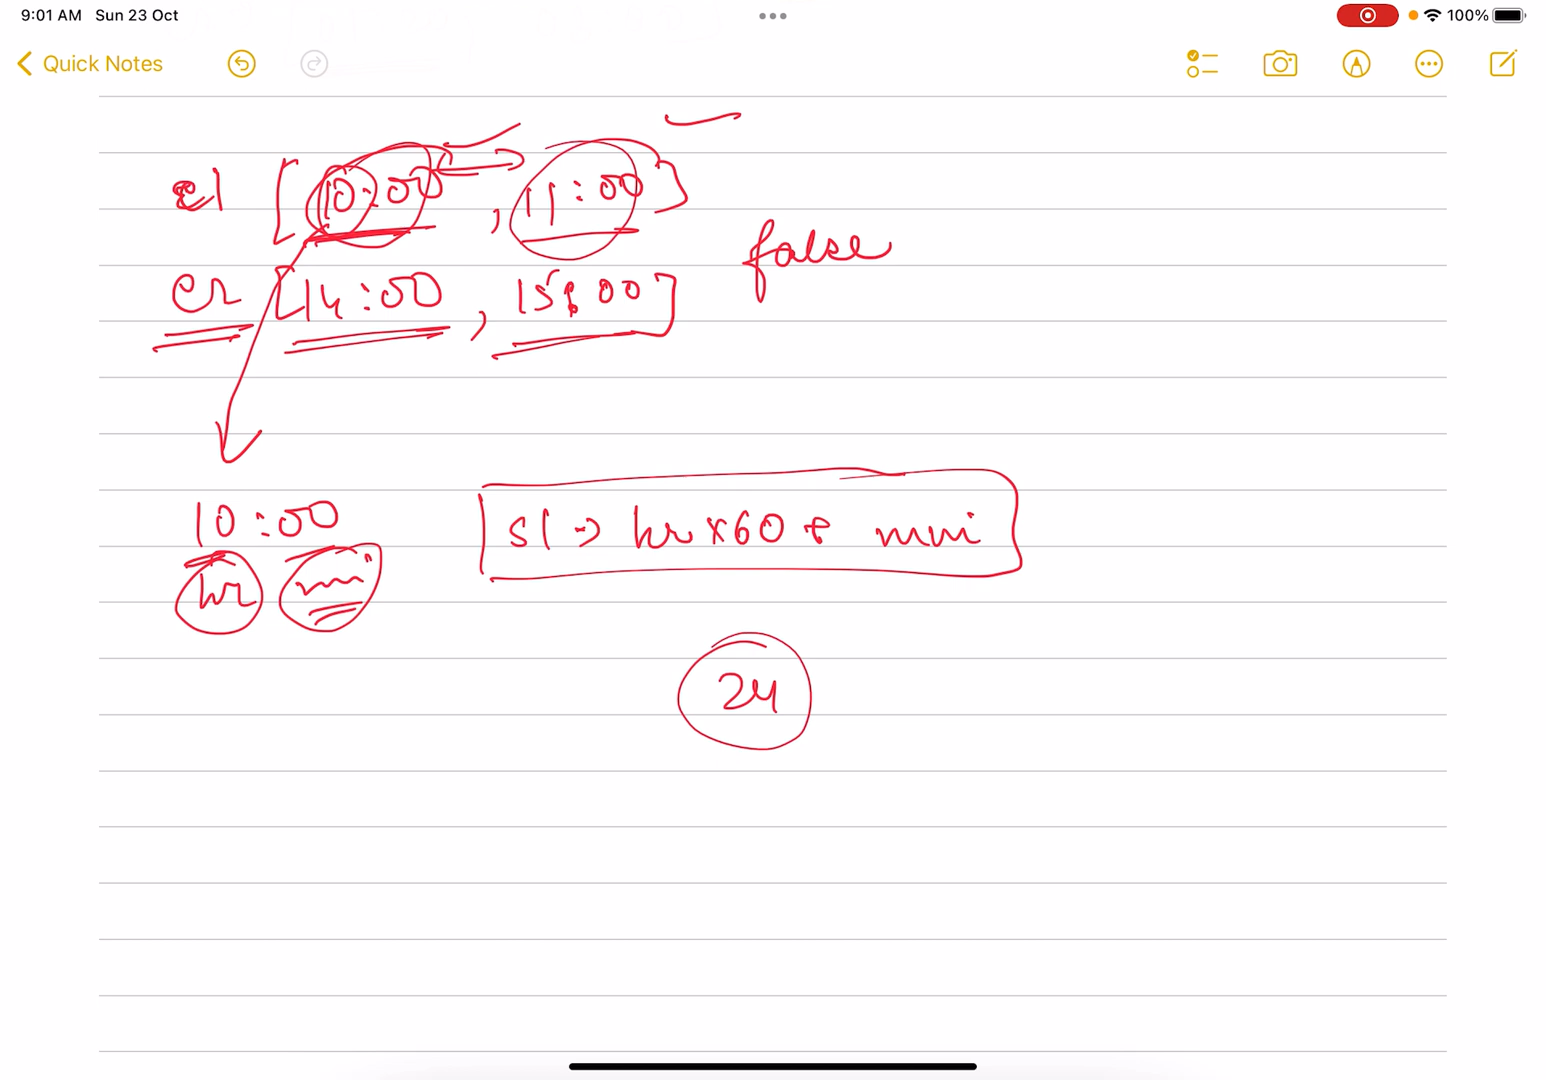 9:01 AM Sun 23 Oct 100%
Quick Notes
e1 [10:00, 11:00]
false
e2 [14:00, 15:00]
10:00
hr min
s1 => hr x 60 + min
24